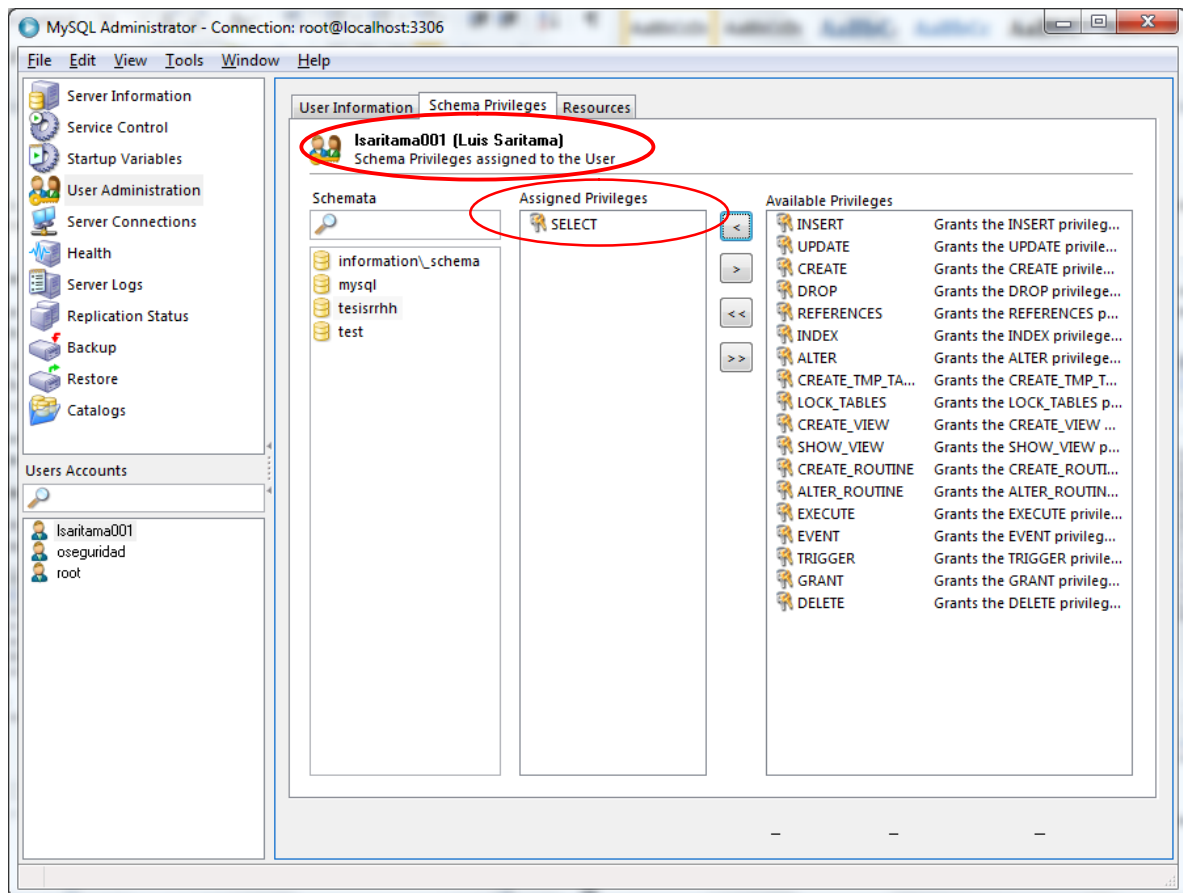 MySQL Administrator - Connection: root@localhost:3306
File Edit View Tools Window Help
Server Information
Service Control
Startup Variables
User Administration
Server Connections
Health
Server Logs
Replication Status
Backup
Restore
Catalogs
Users Accounts
lsaritama001
oseguridad
root
User Information Schema Privileges Resources
lsaritama001 (Luis Saritama)
Schema Privileges assigned to the User
Schemata
information\_schema
mysql
tesisrrhh
test
Assigned Privileges
SELECT
<
>
<<
>>
Available Privileges
INSERT Grants the INSERT privileg...
UPDATE Grants the UPDATE privile...
CREATE Grants the CREATE privile...
DROP Grants the DROP privilege...
REFERENCES Grants the REFERENCES p...
INDEX Grants the INDEX privilege...
ALTER Grants the ALTER privilege...
CREATE_TMP_TA... Grants the CREATE_TMP_T...
LOCK_TABLES Grants the LOCK_TABLES p...
CREATE_VIEW Grants the CREATE_VIEW ...
SHOW_VIEW Grants the SHOW_VIEW p...
CREATE_ROUTINE Grants the CREATE_ROUTI...
ALTER_ROUTINE Grants the ALTER_ROUTIN...
EXECUTE Grants the EXECUTE privile...
EVENT Grants the EVENT privileg...
TRIGGER Grants the TRIGGER privile...
GRANT Grants the GRANT privileg...
DELETE Grants the DELETE privileg...